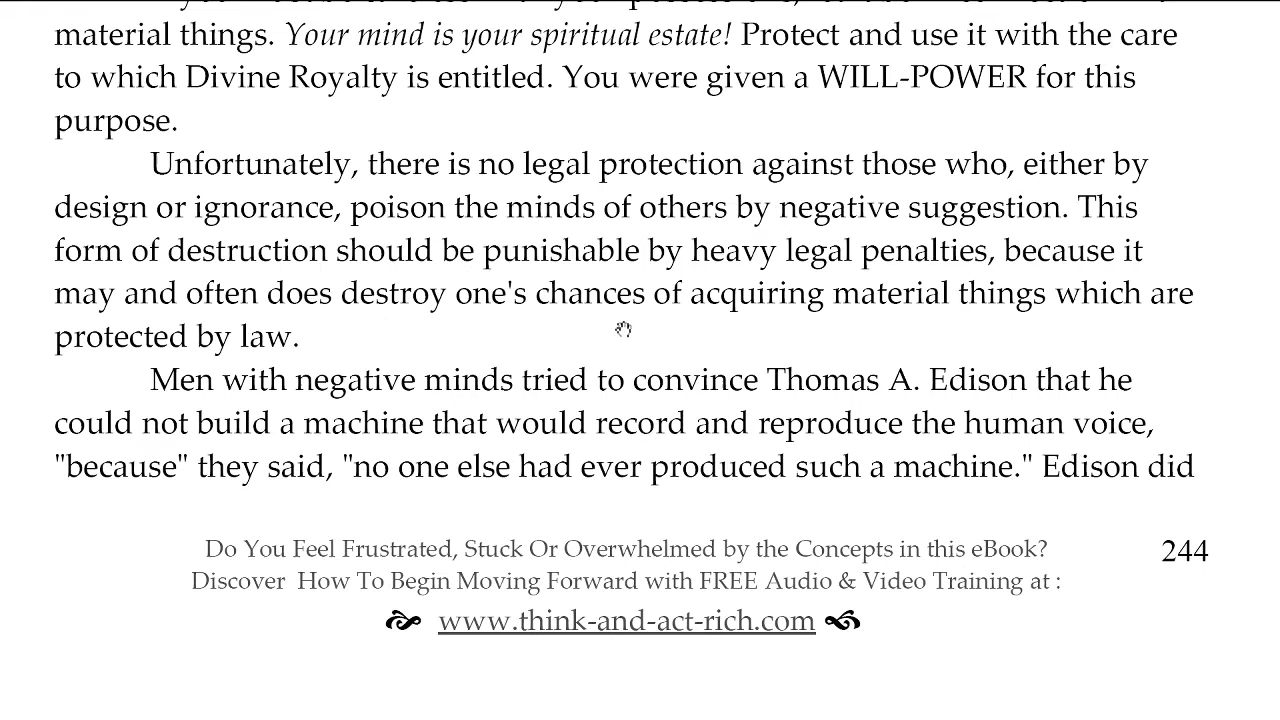 material things. Your mind is your spiritual estate! Protect and use it with the care
to which Divine Royalty is entitled. You were given a WILL-POWER for this
purpose.
Unfortunately, there is no legal protection against those who, either by
design or ignorance, poison the minds of others by negative suggestion. This
form of destruction should be punishable by heavy legal penalties, because it
may and often does destroy one's chances of acquiring material things which are
protected by law.
Men with negative minds tried to convince Thomas A. Edison that he
could not build a machine that would record and reproduce the human voice,
"because" they said, "no one else had ever produced such a machine." Edison did
Do You Feel Frustrated, Stuck Or Overwhelmed by the Concepts in this eBook?
244
Discover How To Begin Moving Forward with FREE Audio & Video Training at :
www.think-and-act-rich.com